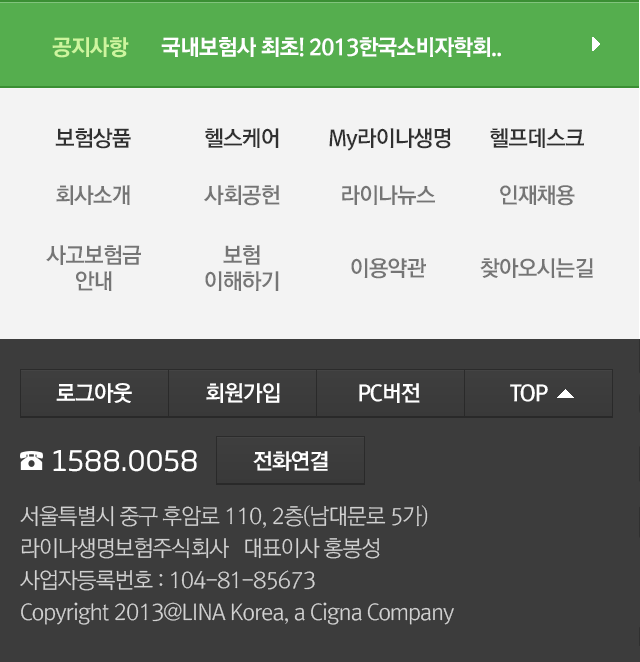 공지사항 국내보험사 최초! 2013한국소비자학회..
보험상품 헬스케어 My라이나생명 헬프데스크
회사소개 사회공헌 라이나뉴스 인재채용
사고보험금 안내 보험 이해하기 이용약관 찾아오시는길
로그아웃 회원가입 PC버전 TOP
1588.0058 전화연결
서울특별시 중구 후암로 110, 2층(남대문로 5가)
라이나생명보험주식회사 대표이사 홍봉성
사업자등록번호 : 104-81-85673
Copyright 2013@LINA Korea, a Cigna Company